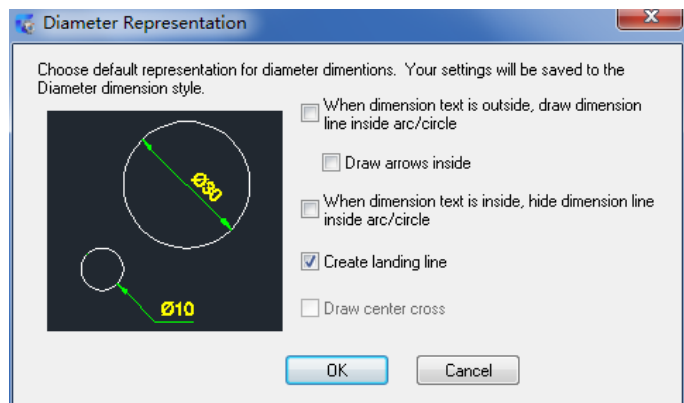 Diameter Representation
Choose default representation for diameter dimentions. Your settings will be saved to the
Diameter dimension style.
When dimension text is outside, draw dimension
line inside arc/circle
Draw arrows inside
When dimension text is inside, hide dimension line
inside arc/circle
Create landing line
Draw center cross
Ø30
Ø10
OK
Cancel